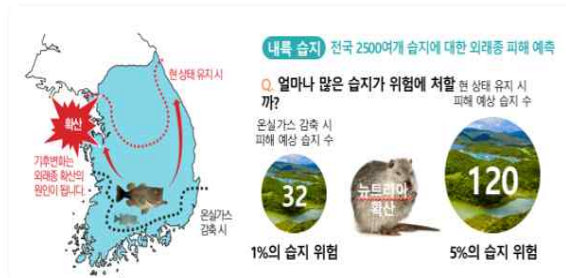 현 상태 유지 시
확산
기후변화는
외래종 확산의
원인이 됩니다.
온실가스
감축 시
내륙 습지 전국 2500여개 습지에 대한 외래종 피해 예측
Q. 얼마나 많은 습지가 위험에 처할
까?
온실가스 감축 시
피해 예상 습지 수
32
1%의 습지 위험
뉴트리아
확산
현 상태 유지 시
피해 예상 습지 수
120
5%의 습지 위험